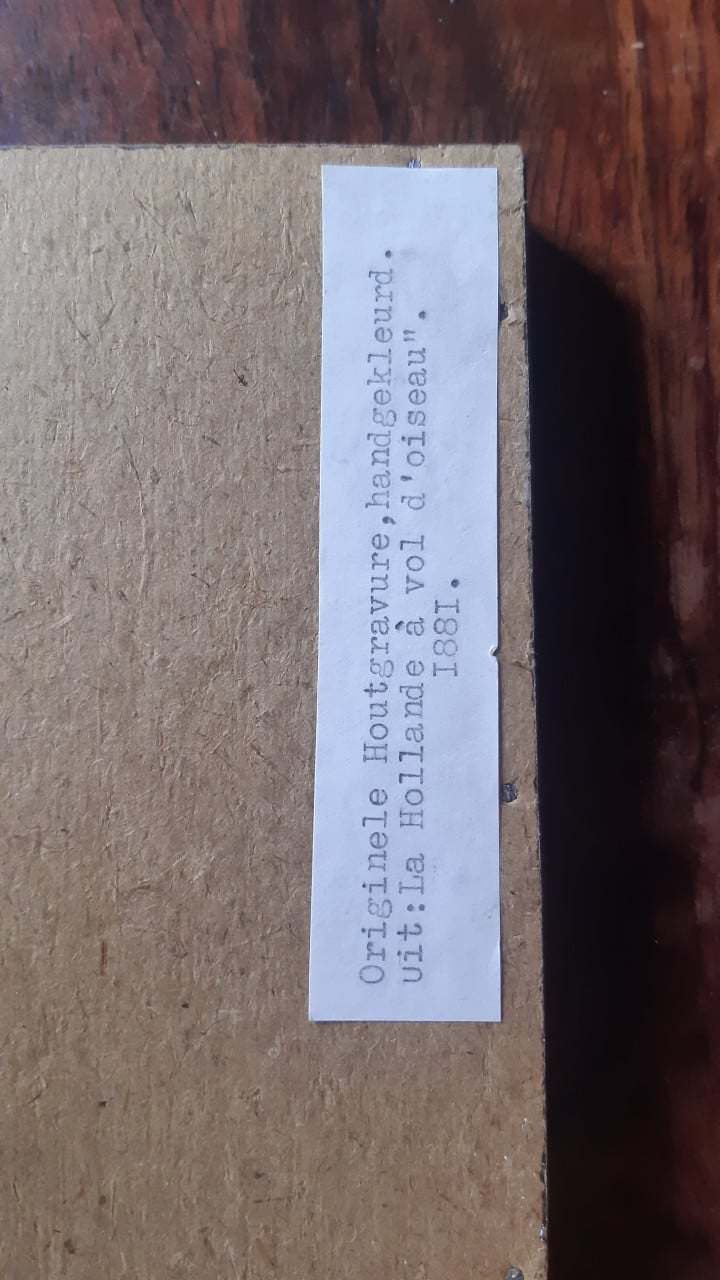 Originele Houtgravure,handgekleurd.
uit:La Hollande à vol d'oiseau".
I88I.